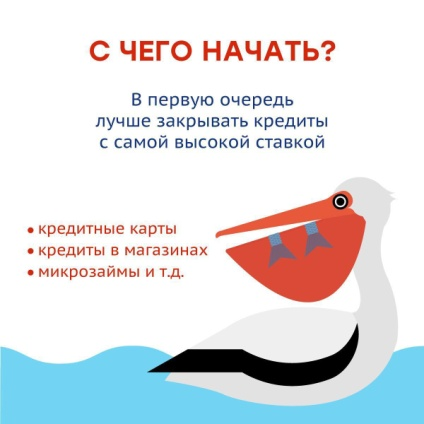 С ЧЕГО НАЧАТЬ?
В первую очередь
лучше закрывать кредиты
с самой высокой ставкой
• кредитные карты
• кредиты в магазинах
• микрозаймы и т.д.